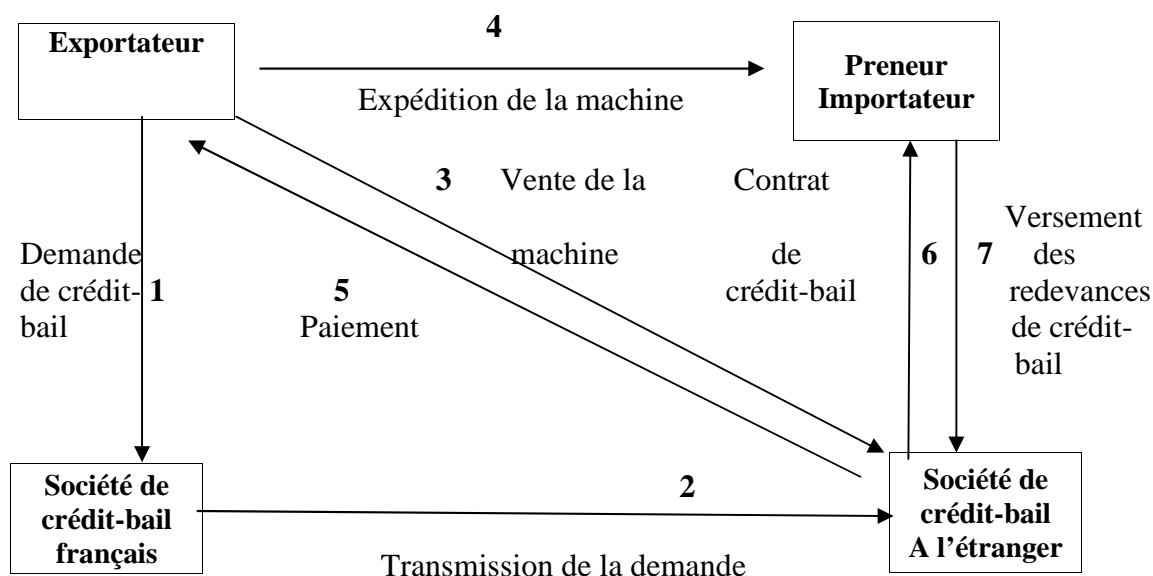 4
Exportateur
Preneur
Importateur
Expédition de la machine
3 Vente de la
machine
Contrat
de
crédit-bail
Versement
des
redevances
de crédit-
bail
6
7
Demande
de crédit-
bail
1
5
Paiement
Société de
crédit-bail
français
2
Transmission de la demande
Société de
crédit-bail
A l’étranger